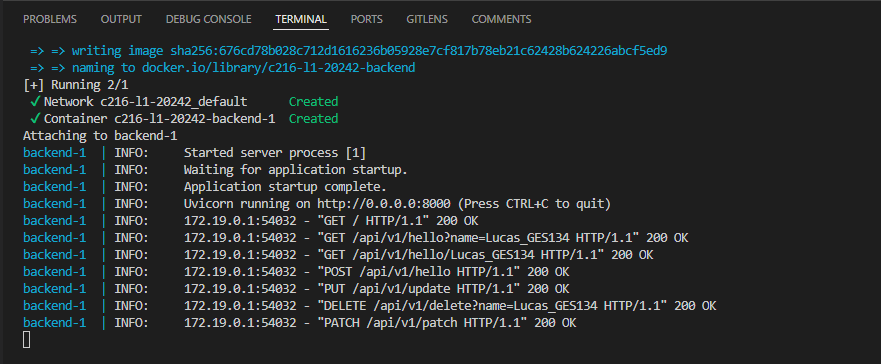 PROBLEMS OUTPUT DEBUG CONSOLE TERMINAL PORTS GITLENS COMMENTS
=> => writing image sha256:676cd78b028c712d1616236b05928e7cf817b78eb21c62428b624226abcf5ed9
=> => naming to docker.io/library/c216-l1-20242-backend
[+] Running 2/1
✔ Network c216-l1-20242_default Created
✔ Container c216-l1-20242-backend-1 Created
Attaching to backend-1
backend-1 | INFO: Started server process [1]
backend-1 | INFO: Waiting for application startup.
backend-1 | INFO: Application startup complete.
backend-1 | INFO: Uvicorn running on http://0.0.0.0:8000 (Press CTRL+C to quit)
backend-1 | INFO: 172.19.0.1:54032 - "GET / HTTP/1.1" 200 OK
backend-1 | INFO: 172.19.0.1:54032 - "GET /api/v1/hello?name=Lucas_GES134 HTTP/1.1" 200 OK
backend-1 | INFO: 172.19.0.1:54032 - "GET /api/v1/hello/Lucas_GES134 HTTP/1.1" 200 OK
backend-1 | INFO: 172.19.0.1:54032 - "POST /api/v1/hello HTTP/1.1" 200 OK
backend-1 | INFO: 172.19.0.1:54032 - "PUT /api/v1/update HTTP/1.1" 200 OK
backend-1 | INFO: 172.19.0.1:54032 - "DELETE /api/v1/delete?name=Lucas_GES134 HTTP/1.1" 200 OK
backend-1 | INFO: 172.19.0.1:54032 - "PATCH /api/v1/patch HTTP/1.1" 200 OK